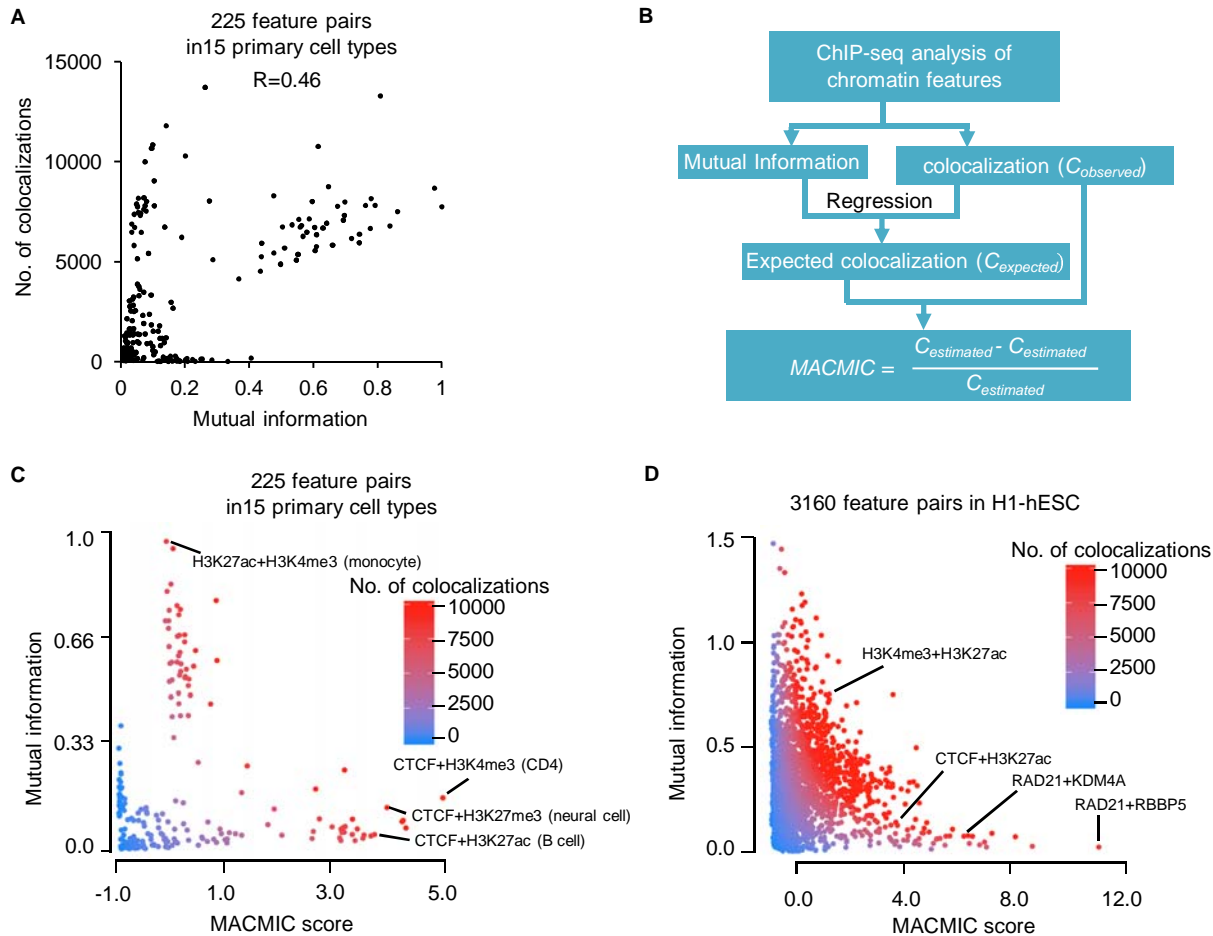 A
225 feature pairs
in15 primary cell types
R=0.46
15000
10000
5000
0
No. of colocalizations
0 0.2 0.4 0.6 0.8 1
Mutual information
B
ChIP-seq analysis of
chromatin features
Mutual Information
colocalization (Cobserved)
Regression
Expected colocalization (Cexpected)
MACMIC = Cestimated - Cestimated
Cestimated
C
225 feature pairs
in15 primary cell types
1.0
0.66
0.33
0.0
Mutual information
H3K27ac+H3K4me3 (monocyte)
No. of colocalizations
10000
7500
5000
2500
0
CTCF+H3K4me3 (CD4)
CTCF+H3K27me3 (neural cell)
CTCF+H3K27ac (B cell)
-1.0 1.0 3.0 5.0
MACMIC score
D
3160 feature pairs in H1-hESC
1.5
1.0
0.5
0.0
Mutual information
No. of colocalizations
10000
7500
5000
2500
0
H3K4me3+H3K27ac
CTCF+H3K27ac
RAD21+KDM4A
RAD21+RBBP5
0.0 4.0 8.0 12.0
MACMIC score